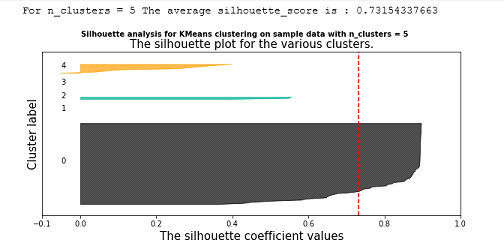 For n_clusters = 5 The average silhouette_score is : 0.73154337663
Silhouette analysis for KMeans clustering on sample data with n_clusters = 5
The silhouette plot for the various clusters.
4
3
2
1
0
Cluster label
−0.1 0.0 0.2 0.4 0.6 0.8 1.0
The silhouette coefficient values